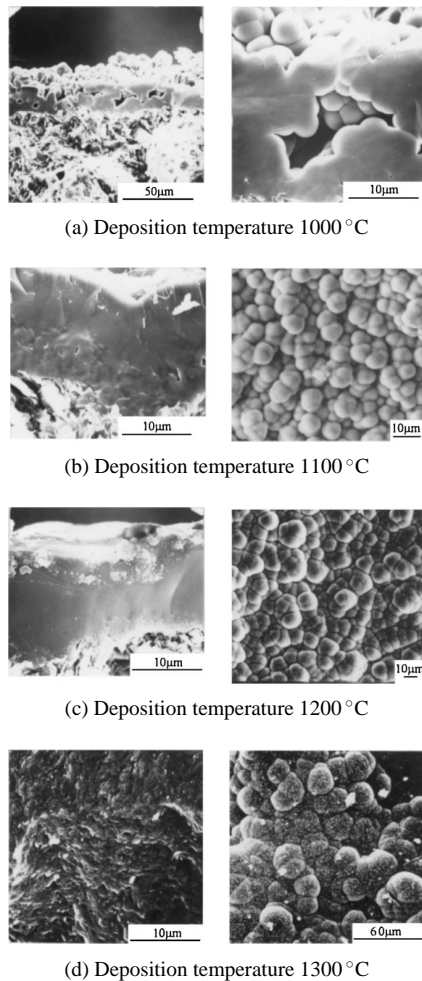 50μm
10μm
(a) Deposition temperature 1000 °C
10μm
10μm
(b) Deposition temperature 1100 °C
10μm
10μm
(c) Deposition temperature 1200 °C
10μm
60μm
(d) Deposition temperature 1300 °C